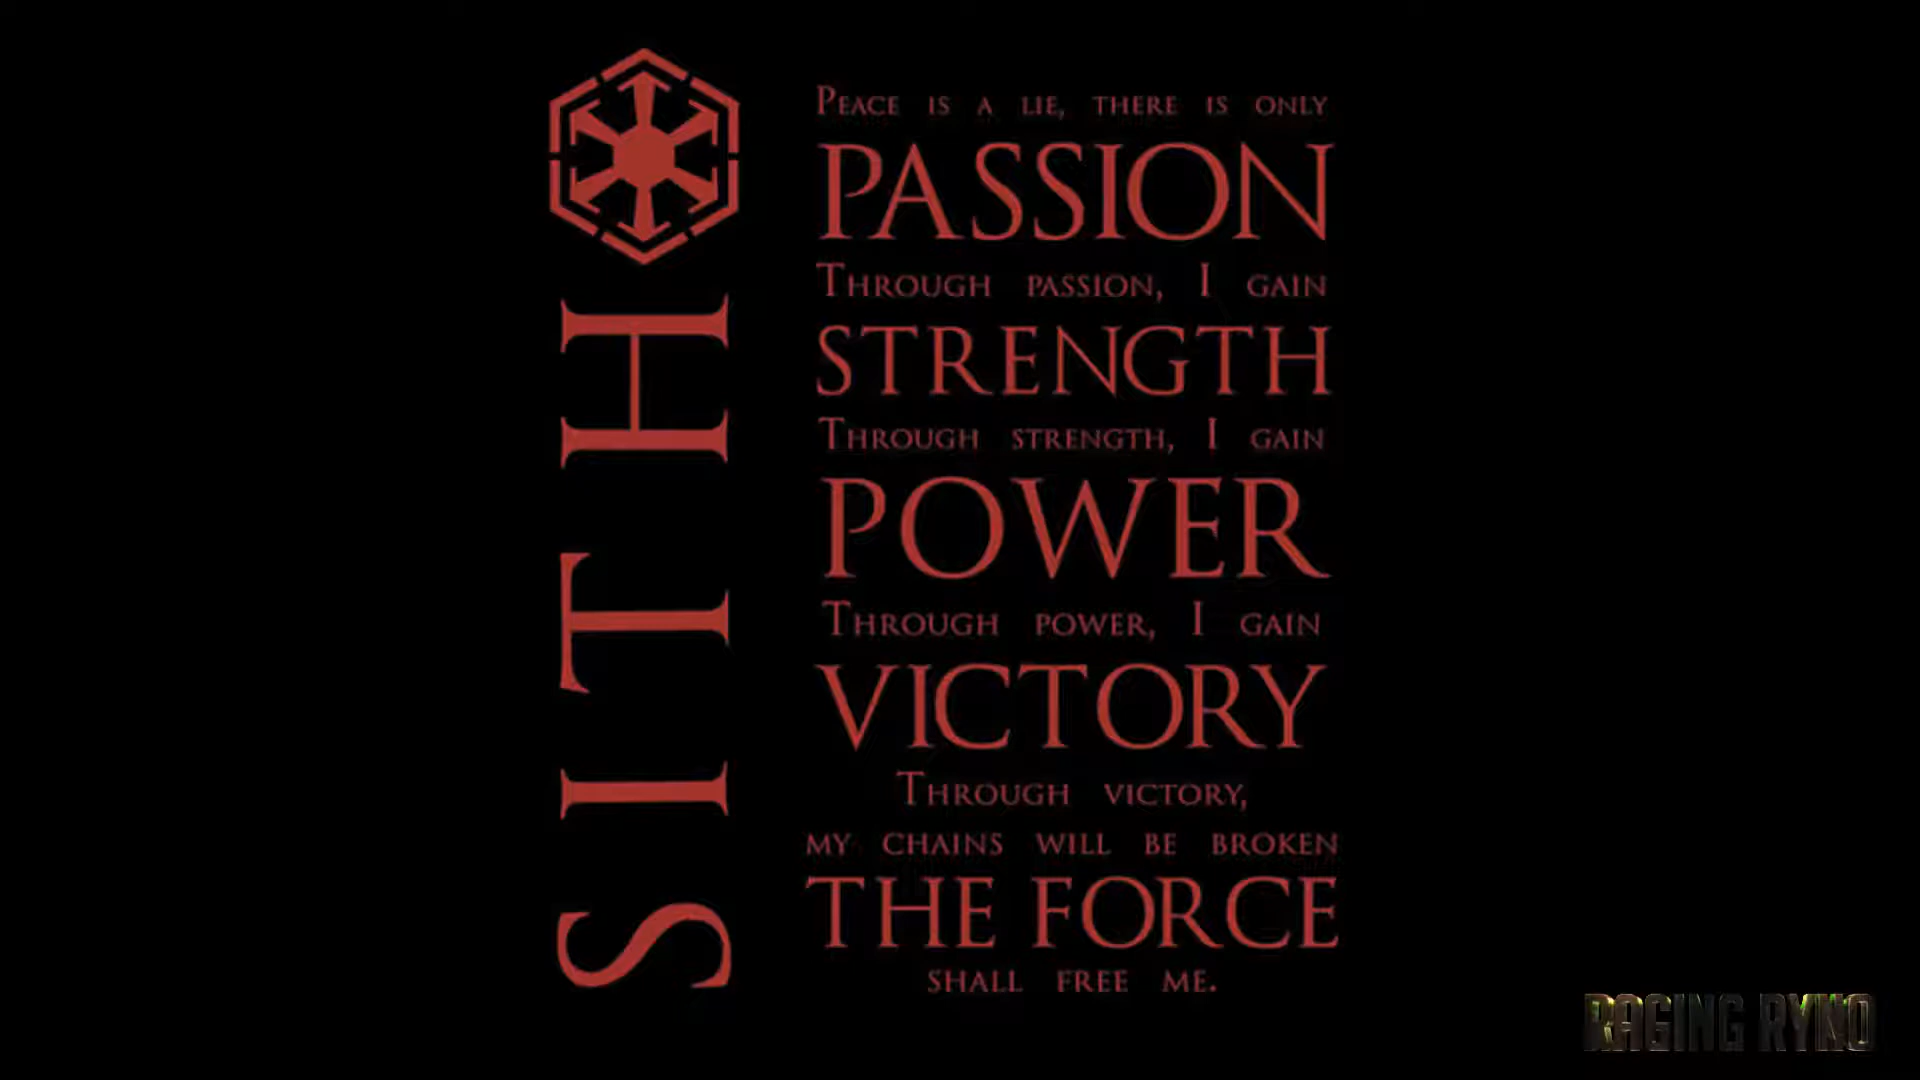 SITH
Peace is a lie, there is only
PASSION
Through passion, I gain
STRENGTH
Through strength, I gain
POWER
Through power, I gain
VICTORY
Through victory,
my chains will be broken
THE FORCE
shall free me.
RAGING RYNO